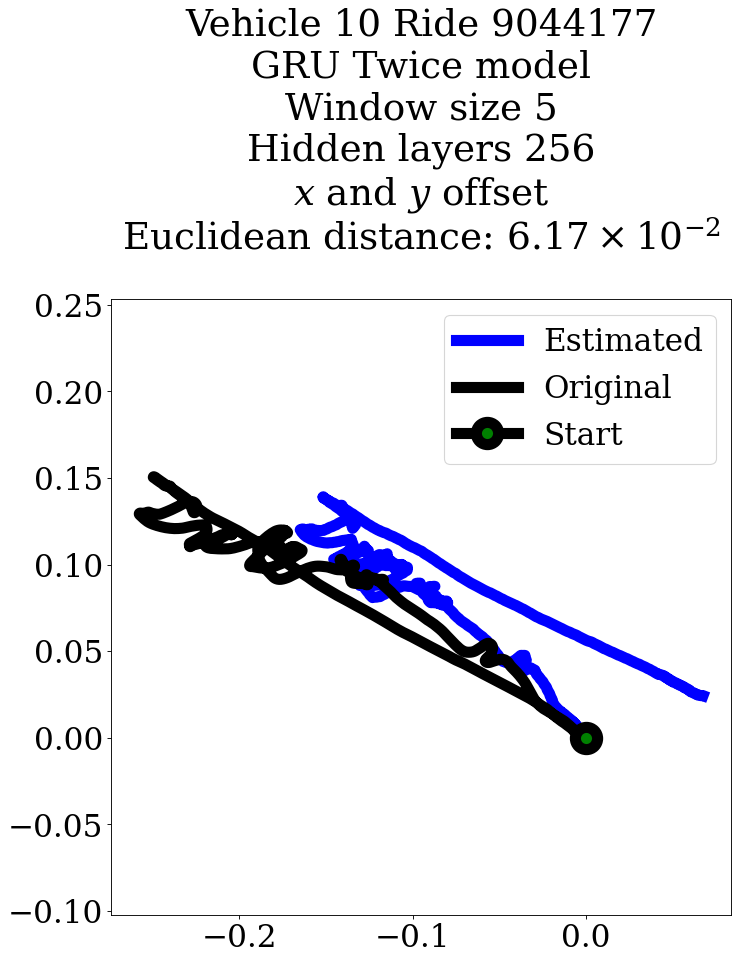 Vehicle 10 Ride 9044177
GRU Twice model
Window size 5
Hidden layers 256
x and y offset
Euclidean distance: 6.17 × 10⁻²
Estimated
Original
Start
0.25
0.20
0.15
0.10
0.05
0.00
−0.05
−0.10
−0.2 −0.1 0.0